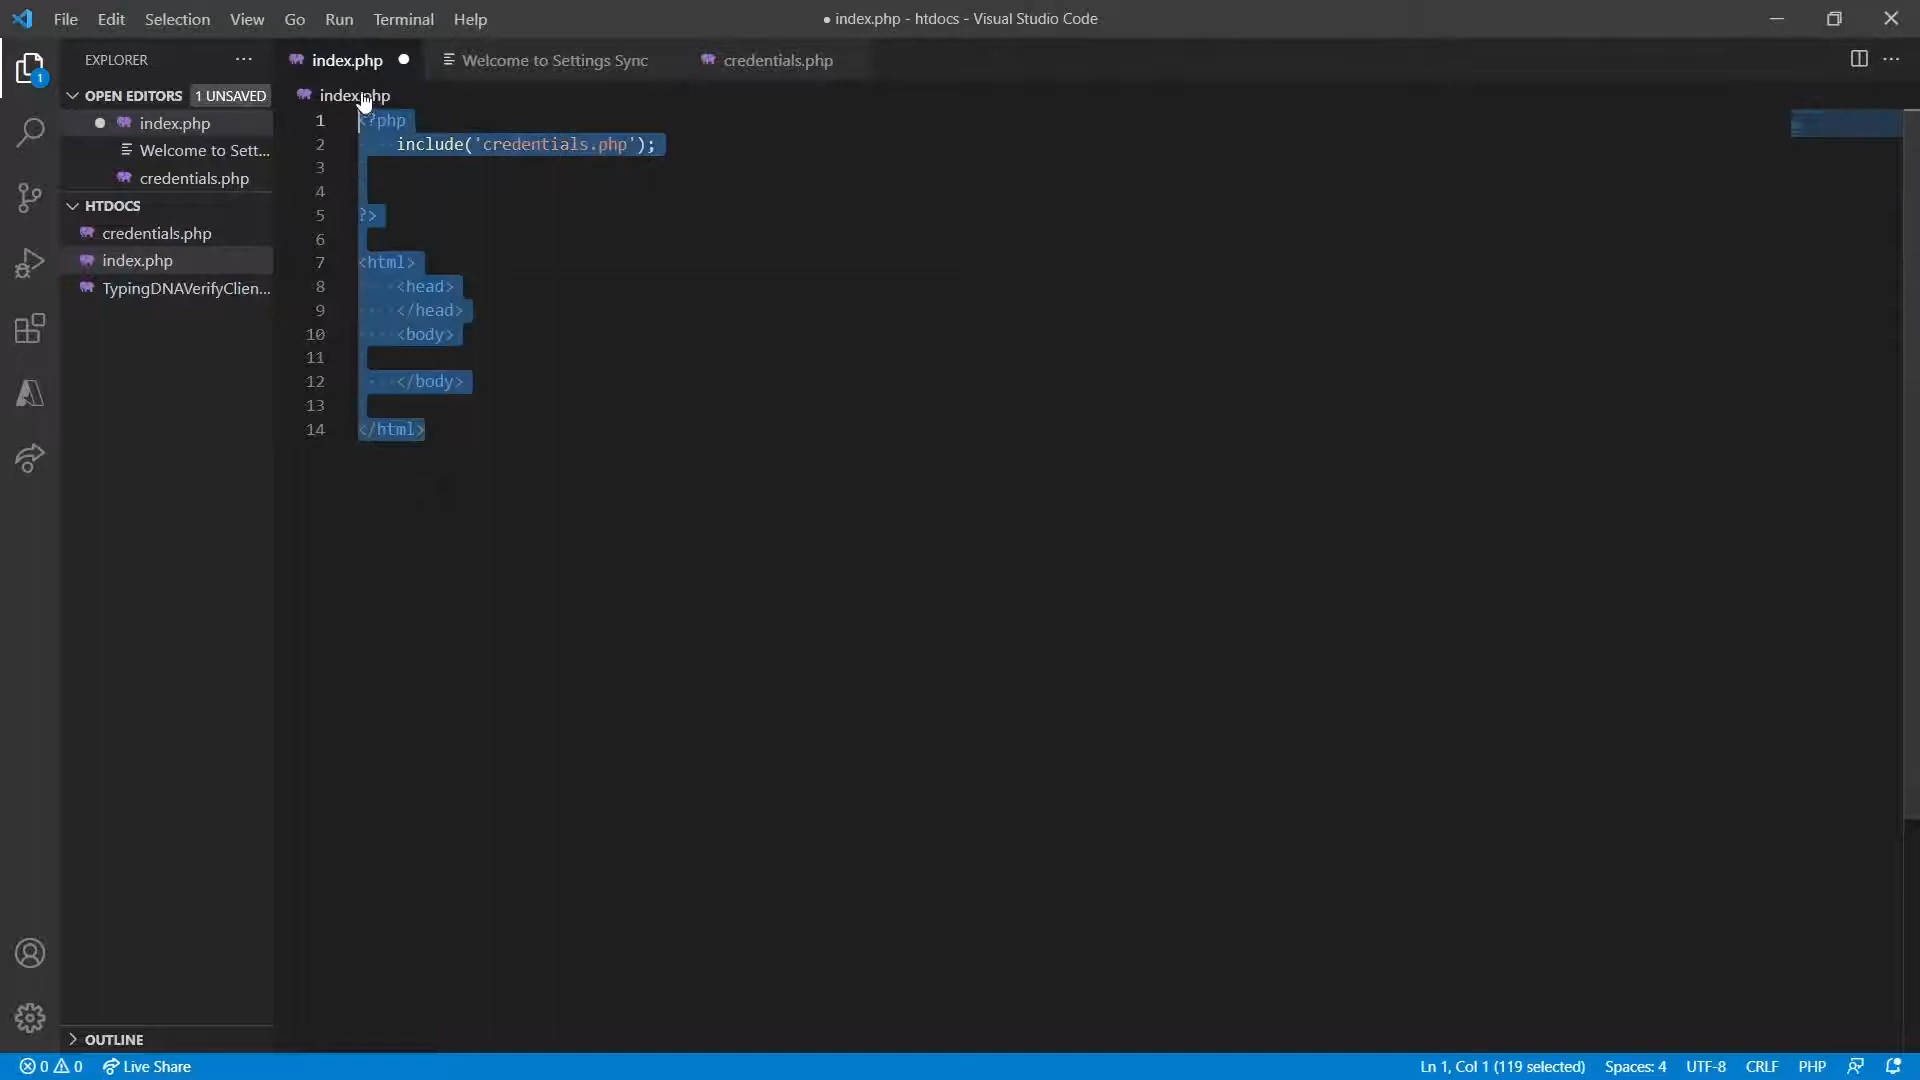 File Edit Selection View Go Run Terminal Help
● index.php - htdocs - Visual Studio Code
EXPLORER
index.php
Welcome to Settings Sync
credentials.php
OPEN EDITORS
1 UNSAVED
index.php
Welcome to Sett...
credentials.php
HTDOCS
credentials.php
index.php
TypingDNAVerifyClien...
OUTLINE
index.php
1 <?php
2 include('credentials.php');
3
4
5 ?>
6
7 <html>
8 <head>
9 </head>
10 <body>
11
12 </body>
13
14 </html>
1
0 0 Live Share
Ln 1, Col 1 (119 selected) Spaces: 4 UTF-8 CRLF PHP